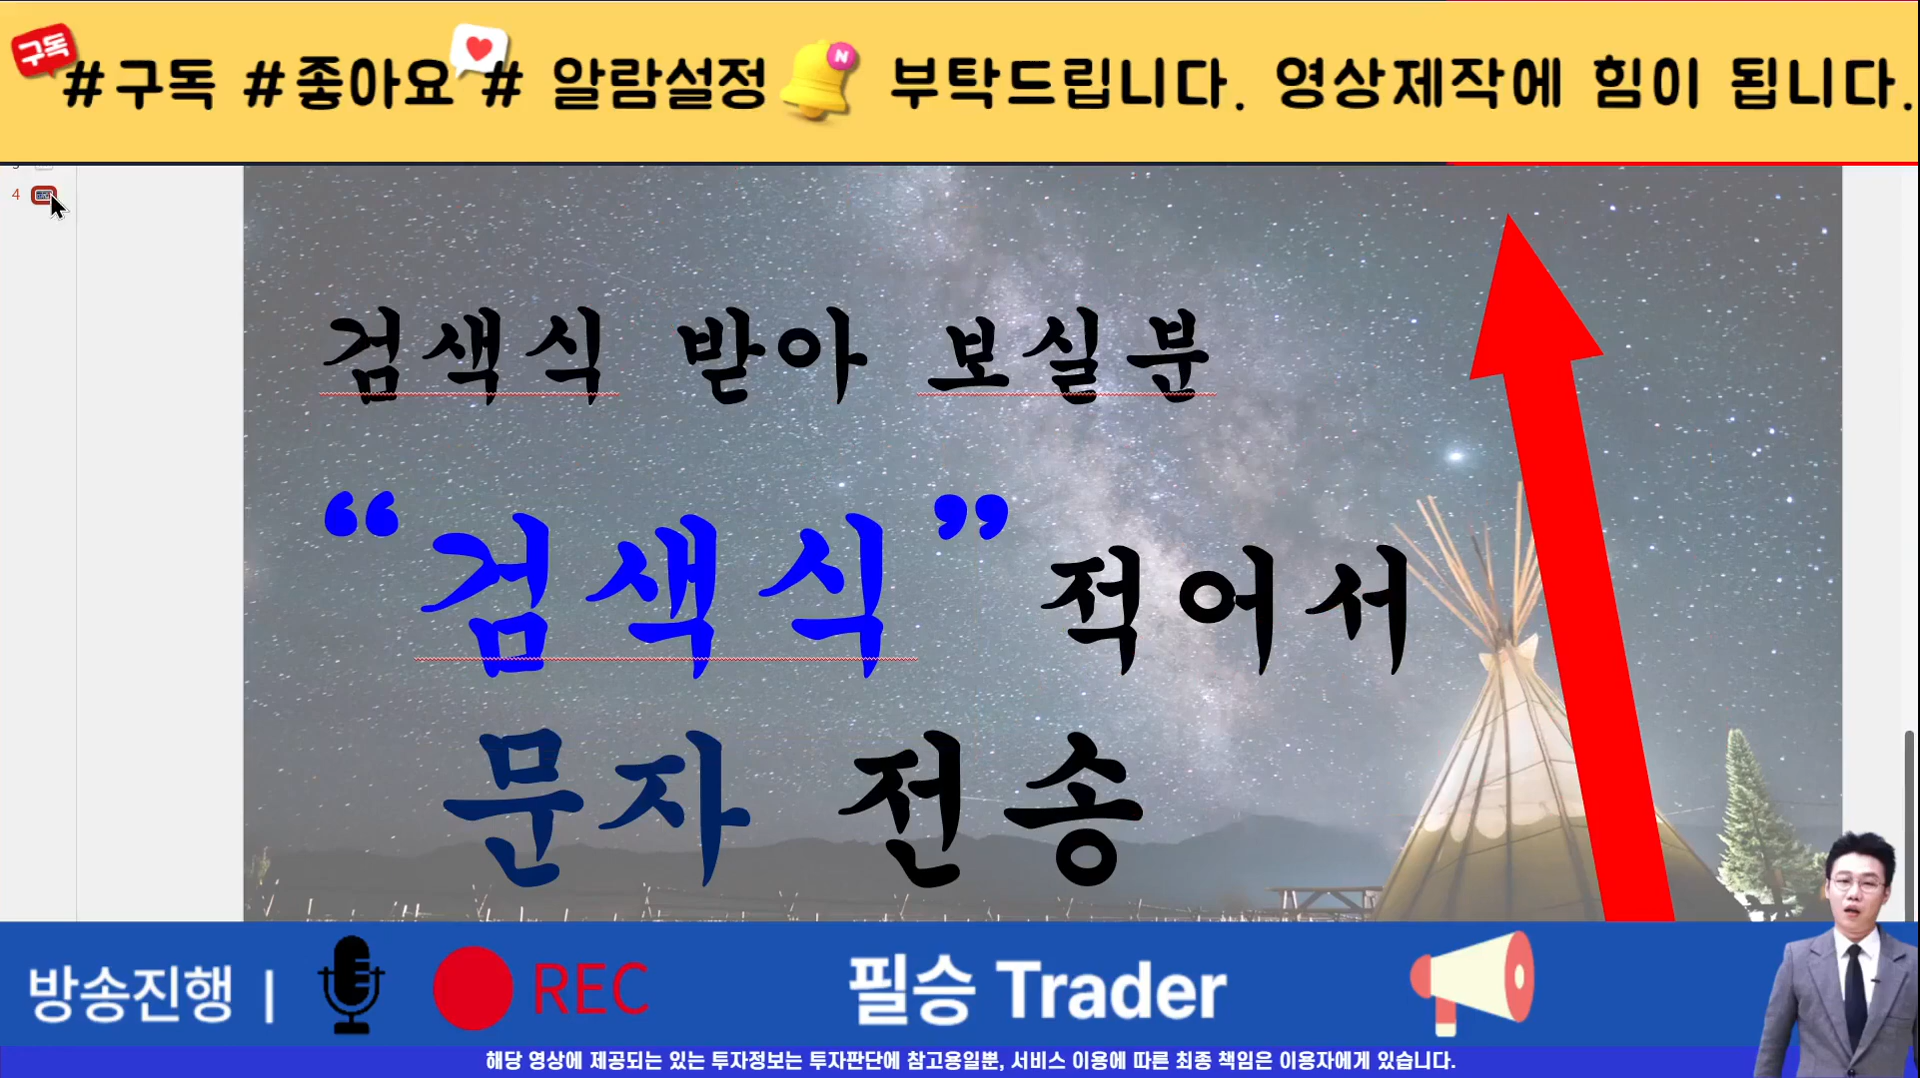 구독
#구독 #좋아요 # 알람설정 N 부탁드립니다. 영상제작에 힘이 됩니다.
4
검색식 받아 보실분
“검색식” 적어서
문자 전송
방송진행 | REC 필승 Trader
해당 영상에 제공되는 있는 투자정보는 투자판단에 참고용일뿐, 서비스 이용에 따른 최종 책임은 이용자에게 있습니다.